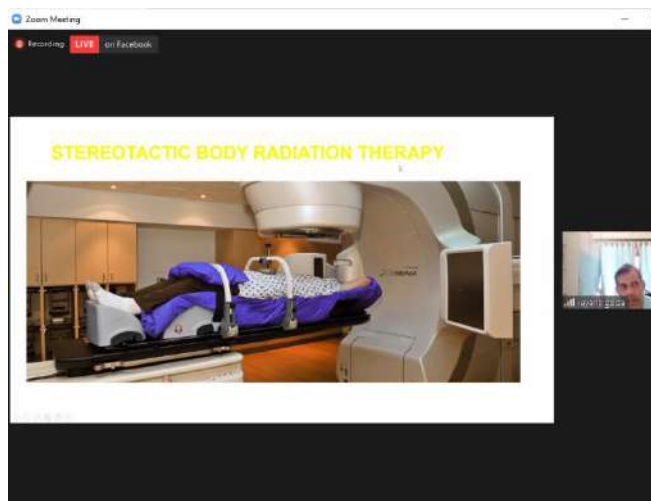 Zoom Meeting
Recording
LIVE
on Facebook
STEREOTACTIC BODY RADIATION THERAPY